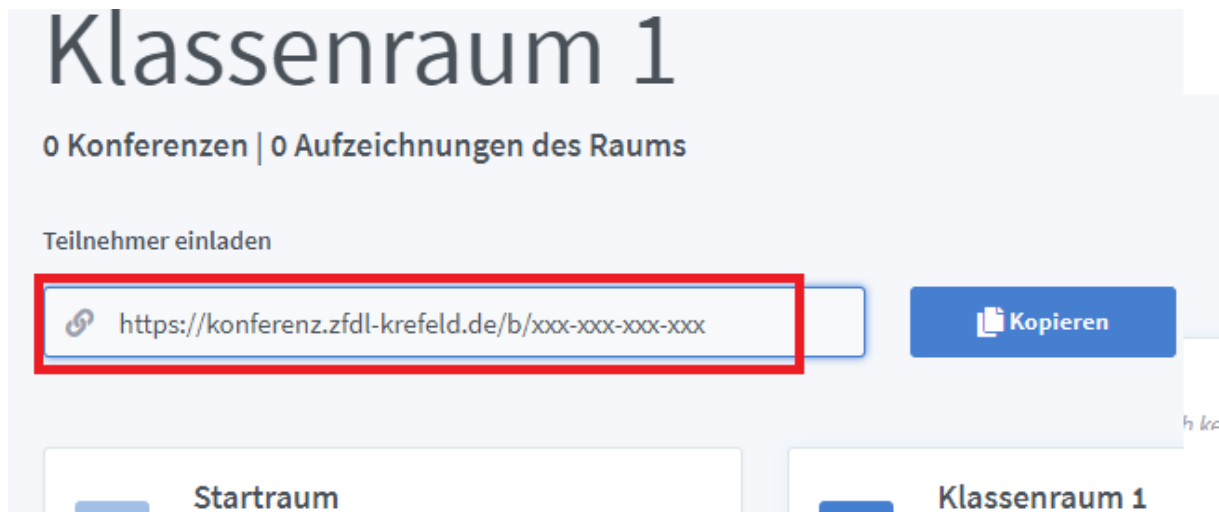 Klassenraum 1
0 Konferenzen | 0 Aufzeichnungen des Raums
Teilnehmer einladen
https://konferenz.zfdl-krefeld.de/b/xxx-xxx-xxx-xxx
Kopieren
Startraum
Klassenraum 1